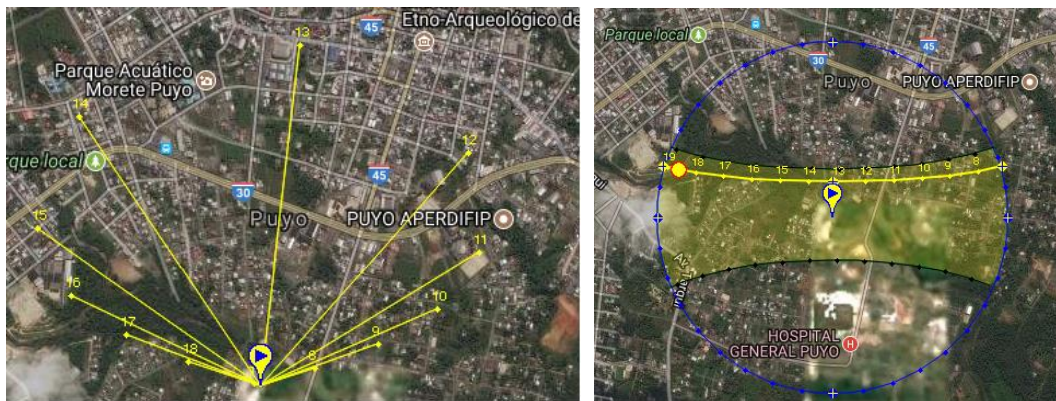 Etno-Arqueológico de
45
13
Parque Acuático
Morete Puyo
14
12
rque local
30
45
Puyo
PUYO APERDIFIP
15
11
16
10
17
9
18
8
Parque local
45
30
Puyo
PUYO APERDIFIP
19
18
17
16
15
14
13
12
11
10
9
8
HOSPITAL
GENERAL PUYO
H